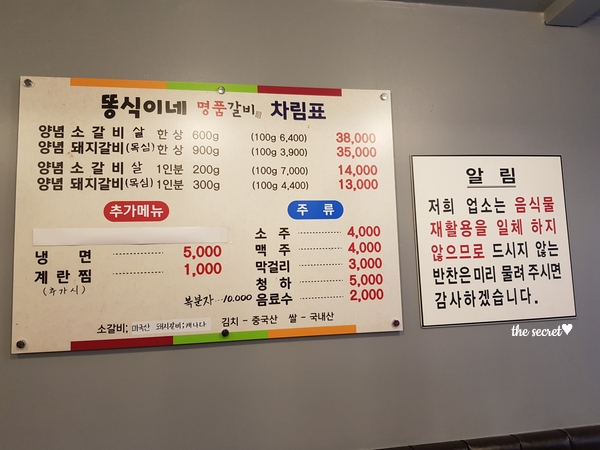 똥식이네 명품갈비 차림표
양념 소 갈 비 살 한 상 600g (100g 6,400) 38,000
양념 돼지갈비(목심) 한 상 900g (100g 3,900) 35,000
양념 소 갈 비 살 1인분 200g (100g 7,000) 14,000
양념 돼지갈비(목심) 1인분 300g (100g 4,400) 13,000
추가메뉴
냉 면 5,000
계 란 찜 1,000
(추가시)
주 류
소 주 4,000
맥 주 4,000
막걸리 3,000
청 하 5,000
복분자 10.000 음료수 2,000
소갈비; 미국산 돼지갈비; 캐나다 김치 - 중국산 쌀 - 국내산
알 림
저희 업소는 음식물
재활용을 일체 하지
않으므로 드시지 않는
반찬은 미리 물려 주시면
감사하겠습니다.
the secret♥